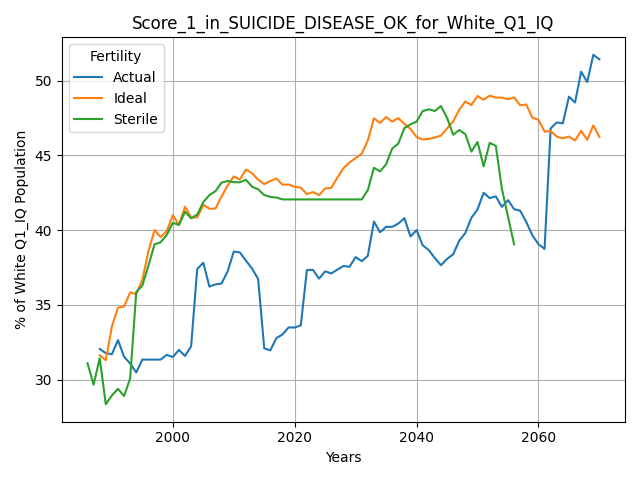 Score_1_in_SUICIDE_DISEASE_OK_for_White_Q1_IQ
Fertility
Actual
Ideal
Sterile
% of White Q1_IQ Population
50
45
40
35
30
2000
2020
2040
2060
Years